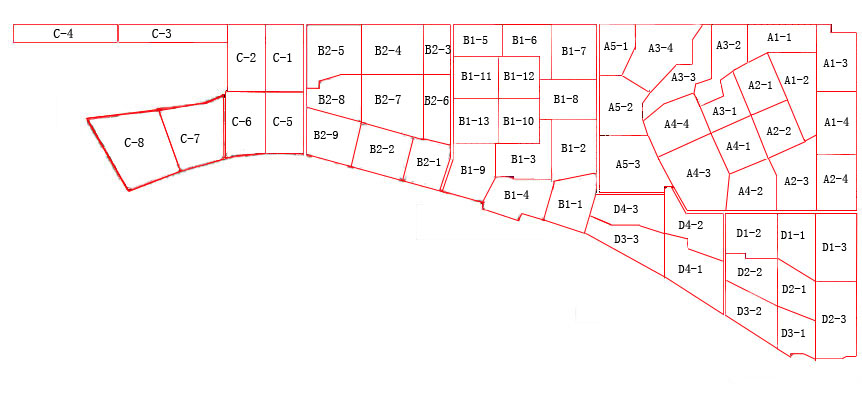 C-4
C-3
C-2
C-1
B2-5
B2-4
B2-3
B1-5
B1-6
B1-7
A5-1
A3-4
A3-2
A1-1
A1-3
A3-3
A1-2
A2-1
B1-11
B1-12
B2-8
B2-7
B2-6
B1-8
A5-2
A3-1
A1-4
C-8
C-7
C-6
C-5
B2-9
B1-13
B1-10
A4-4
A2-2
B2-2
B2-1
B1-3
B1-2
A4-1
A5-3
B1-9
A4-3
A2-3
A2-4
A4-2
B1-4
B1-1
D4-3
D4-2
D3-3
D1-2
D1-1
D1-3
D4-1
D2-2
D2-1
D3-2
D2-3
D3-1